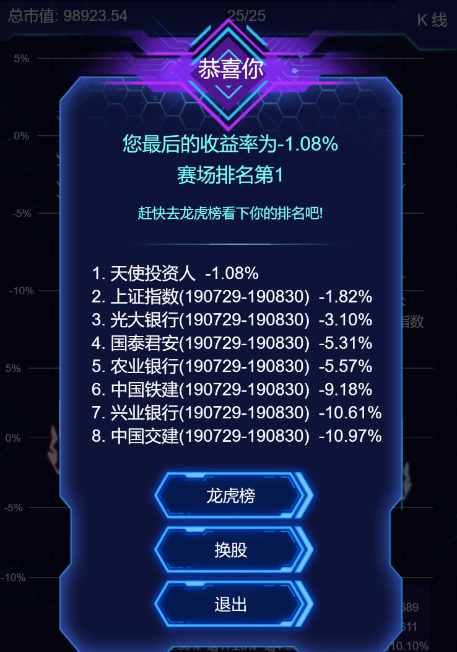 总市值: 98923.54
25/25
K 线
恭喜你
5%
0%
-5%
-10%
5%
0%
-5%
-10%
您最后的收益率为-1.08%
赛场排名第1
赶快去龙虎榜看下你的排名吧!
1. 天使投资人 -1.08%
2. 上证指数(190729-190830) -1.82%
3. 光大银行(190729-190830) -3.10%
4. 国泰君安(190729-190830) -5.31%
5. 农业银行(190729-190830) -5.57%
6. 中国铁建(190729-190830) -9.18%
7. 兴业银行(190729-190830) -10.61%
8. 中国交建(190729-190830) -10.97%
指数
龙虎榜
换股
退出
689
311
10.10%